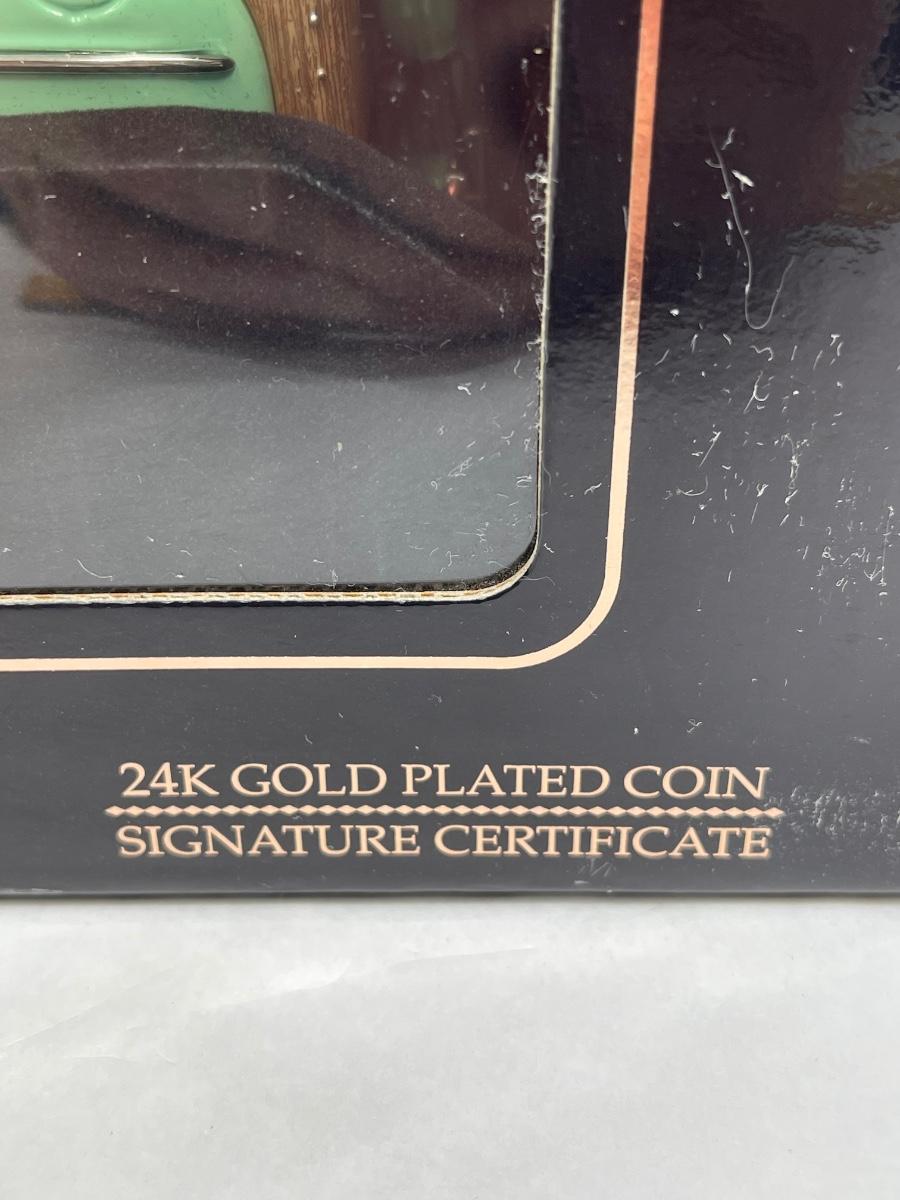 24K GOLD PLATED COIN
SIGNATURE CERTIFICATE